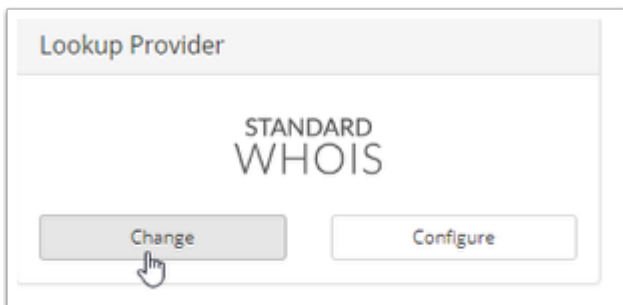 Lookup Provider
STANDARD
WHOIS
Change
Configure